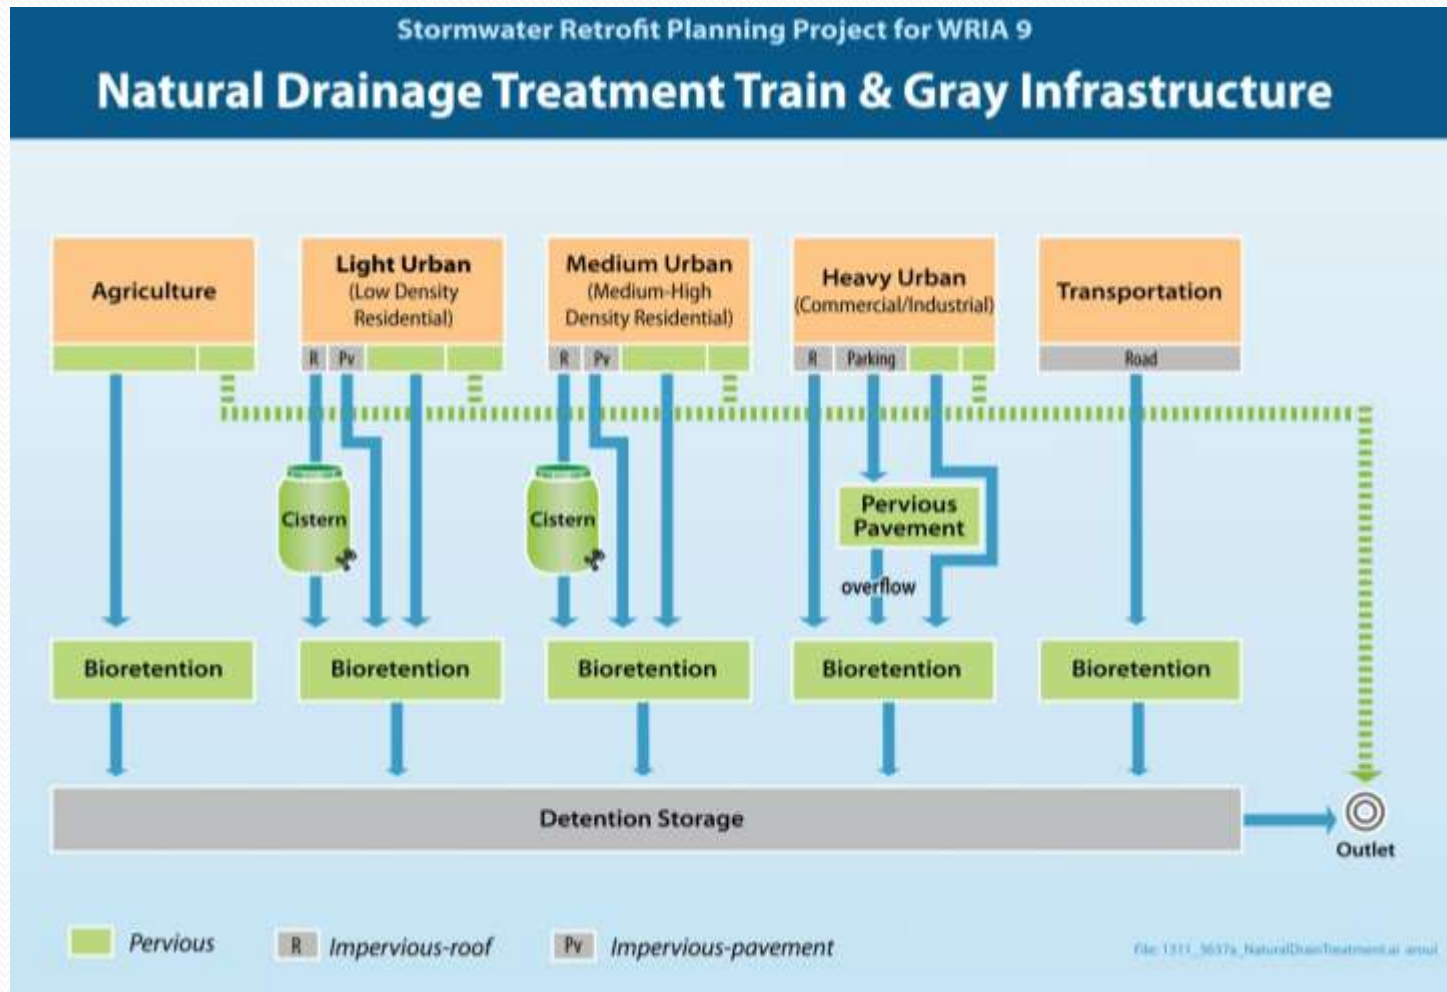 Stormwater Retrofit Planning Project for WRIA 9
Natural Drainage Treatment Train & Gray Infrastructure
Agriculture
Light Urban
(Low Density
Residential)
R
Pv
Medium Urban
(Medium-High
Density Residential)
R
Pv
Heavy Urban
(Commercial/Industrial)
R
Parking
Transportation
Road
Cistern
Cistern
Pervious
Pavement
overflow
Bioretention
Bioretention
Bioretention
Bioretention
Bioretention
Detention Storage
Outlet
Pervious
R
Impervious-roof
Pv
Impervious-pavement
File: